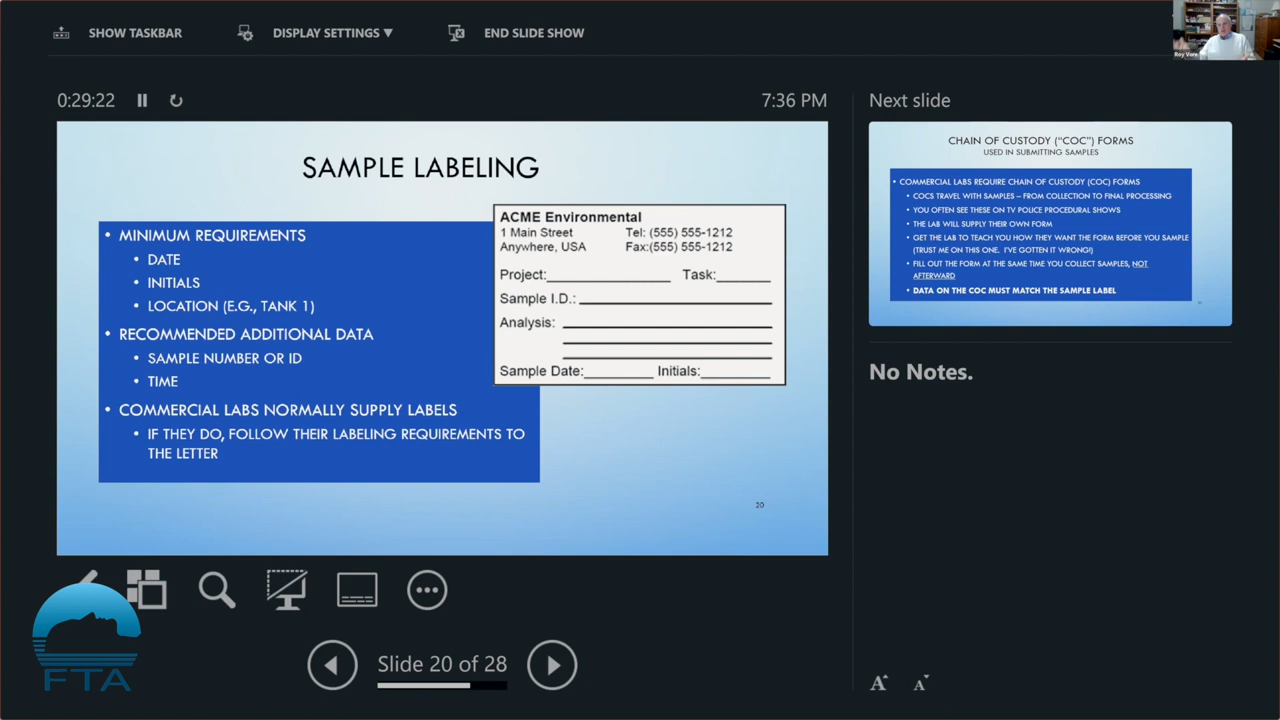 SHOW TASKBAR
DISPLAY SETTINGS ▼
END SLIDE SHOW
Roy Vore
0:29:22
7:36 PM
SAMPLE LABELING
• MINIMUM REQUIREMENTS
• DATE
• INITIALS
• LOCATION (E.G., TANK 1)
• RECOMMENDED ADDITIONAL DATA
• SAMPLE NUMBER OR ID
• TIME
• COMMERCIAL LABS NORMALLY SUPPLY LABELS
• IF THEY DO, FOLLOW THEIR LABELING REQUIREMENTS TO
THE LETTER
ACME Environmental
1 Main Street Tel: (555) 555-1212
Anywhere, USA Fax:(555) 555-1212
Project:______________ Task:_______
Sample I.D.: ________________________
Analysis: __________________________
Sample Date:_________ Initials:_________
20
Next slide
CHAIN OF CUSTODY (“COC”) FORMS
USED IN SUBMITTING SAMPLES
• COMMERCIAL LABS REQUIRE CHAIN OF CUSTODY (COC) FORMS
• COCS TRAVEL WITH SAMPLES – FROM COLLECTION TO FINAL PROCESSING
• YOU OFTEN SEE THESE ON TV POLICE PROCEDURAL SHOWS
• THE LAB WILL SUPPLY THEIR OWN FORM
• GET THE LAB TO TEACH YOU HOW THEY WANT THE FORM BEFORE YOU SAMPLE
(TRUST ME ON THIS ONE. I’VE GOTTEN IT WRONG!)
• FILL OUT THE FORM AT THE SAME TIME YOU COLLECT SAMPLES, NOT
AFTERWARD
• DATA ON THE COC MUST MATCH THE SAMPLE LABEL
No Notes.
Slide 20 of 28
FTA
A A